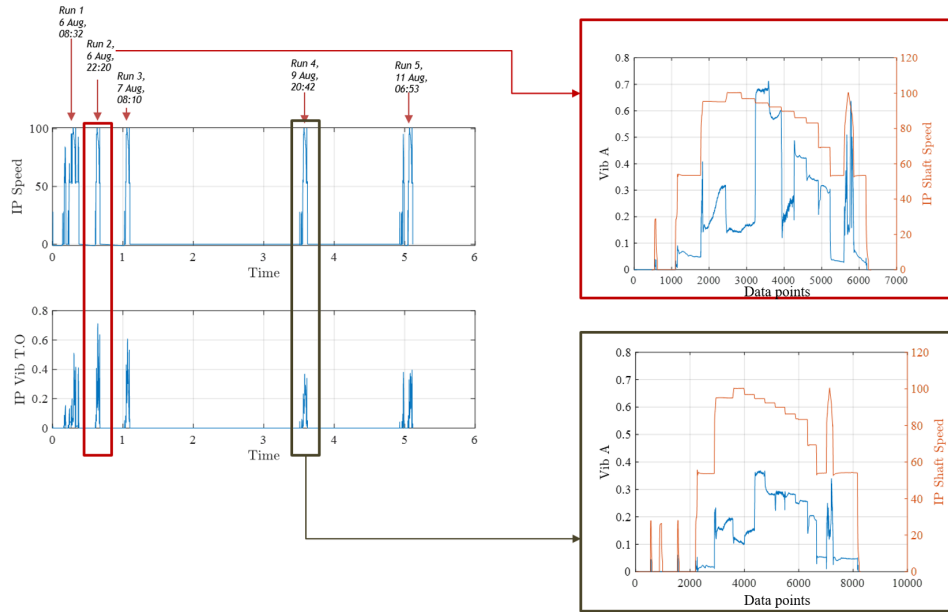 Run 1
6 Aug,
08:32
Run 2,
6 Aug,
22:20
Run 3,
7 Aug,
08:10
Run 4,
9 Aug,
20:42
Run 5,
11 Aug,
06:53
100
50
0
IP Speed
0 1 2 3 4 5 6
Time
0.8
0.6
0.4
0.2
0
IP Vib T.O
0 1 2 3 4 5 6
Time
0.8
0.7
0.6
0.5
0.4
0.3
0.2
0.1
0
Vib A
120
100
80
60
40
20
0
IP Shaft Speed
0 1000 2000 3000 4000 5000 6000 7000
Data points
0.8
0.7
0.6
0.5
0.4
0.3
0.2
0.1
0
Vib A
120
100
80
60
40
20
0
IP Shaft Speed
0 2000 4000 6000 8000 10000
Data points